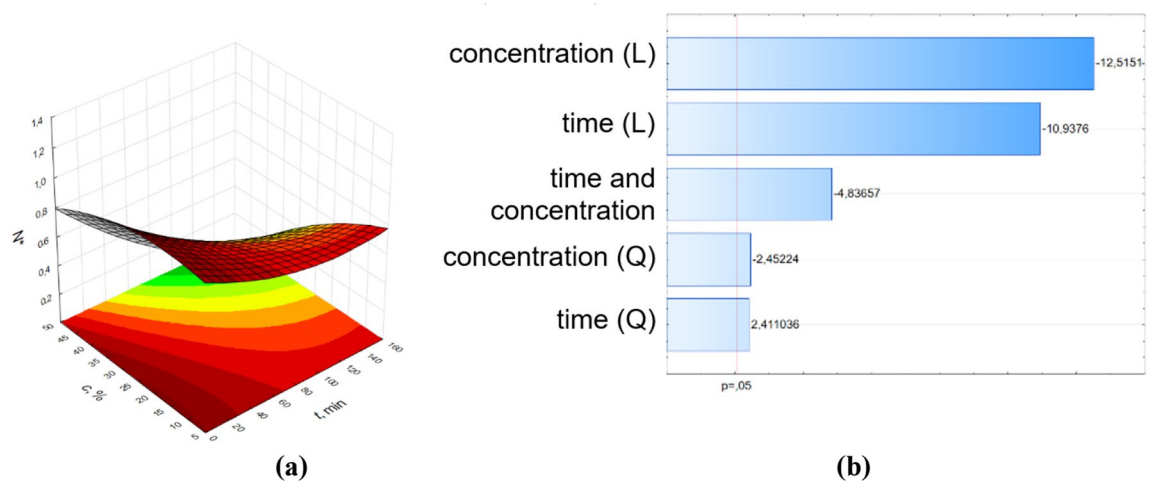 1,4
1,2
1,0
0,8
0,6
0,4
0,2
50
45
40
35
30
25
20
15
10
5
c, %
0
20
40
60
80
100
120
140
160
t, min
(a)
concentration (L)
-12,5151
time (L)
-10,9376
time and
concentration
-4,83657
concentration (Q)
-2,45224
time (Q)
2,411036
p=,05
(b)